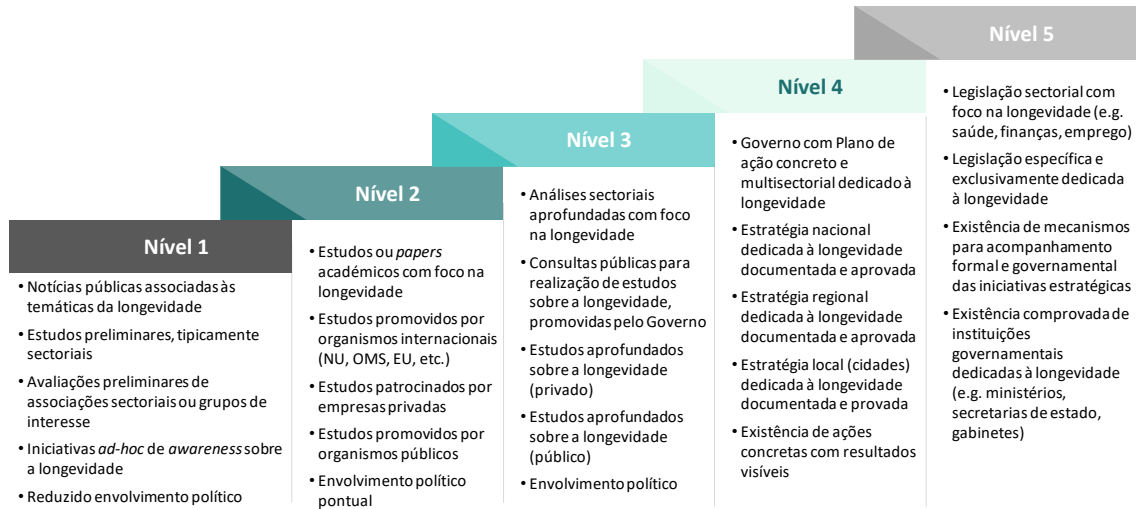 Nível 1
• Notícias públicas associadas às
temáticas da longevidade
• Estudos preliminares, tipicamente
sectoriais
• Avaliações preliminares de
associações sectoriais ou grupos de
interesse
• Iniciativas ad-hoc de awareness sobre
a longevidade
• Reduzido envolvimento político
Nível 2
• Estudos ou papers
académicos com foco na
longevidade
• Estudos promovidos por
organismos internacionais
(NU, OMS, EU, etc.)
• Estudos patrocinados por
empresas privadas
• Estudos promovidos por
organismos públicos
• Envolvimento político
pontual
Nível 3
• Análises sectoriais
aprofundadas com foco
na longevidade
• Consultas públicas para
realização de estudos
sobre a longevidade,
promovidas pelo Governo
• Estudos aprofundados
sobre a longevidade
(privado)
• Estudos aprofundados
sobre a longevidade
(público)
• Envolvimento político
Nível 4
• Governo com Plano de
ação concreto e
multisectorial dedicado à
longevidade
• Estratégia nacional
dedicada à longevidade
documentada e aprovada
• Estratégia regional
dedicada à longevidade
documentada e aprovada
• Estratégia local (cidades)
dedicada à longevidade
documentada e provada
• Existência de ações
concretas com resultados
visíveis
Nível 5
• Legislação sectorial com
foco na longevidade (e.g.
saúde, finanças, emprego)
• Legislação específica e
exclusivamente dedicada
à longevidade
• Existência de mecanismos
para acompanhamento
formal e governamental
das iniciativas estratégicas
• Existência comprovada de
instituições
governamentais
dedicadas à longevidade
(e.g. ministérios,
secretarias de estado,
gabinetes)